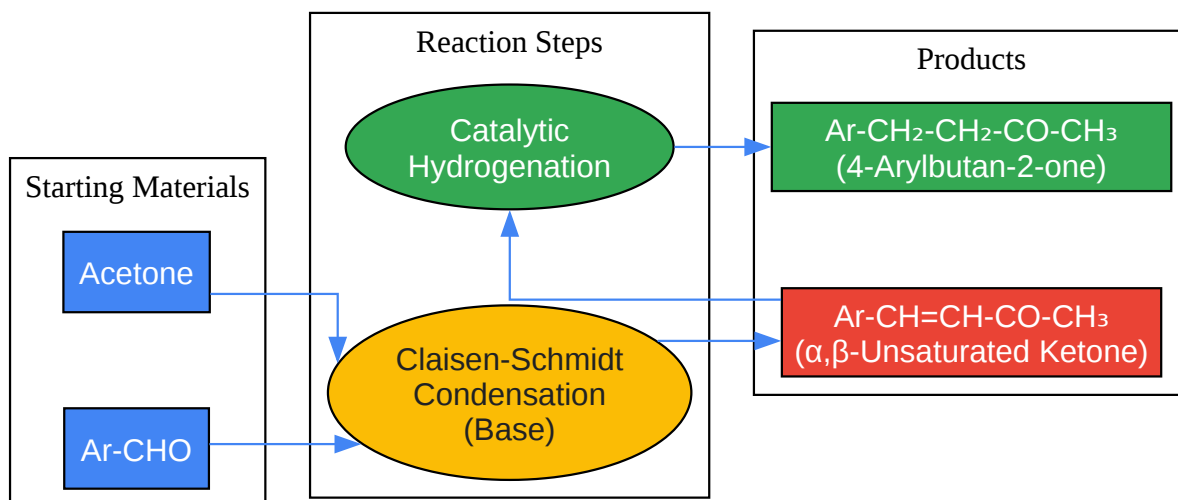 Starting Materials
Acetone
Ar-CHO
Reaction Steps
Catalytic
Hydrogenation
Claisen-Schmidt
Condensation
(Base)
Products
Ar-CH₂-CH₂-CO-CH₃
(4-Arylbutan-2-one)
Ar-CH=CH-CO-CH₃
(α,β-Unsaturated Ketone)